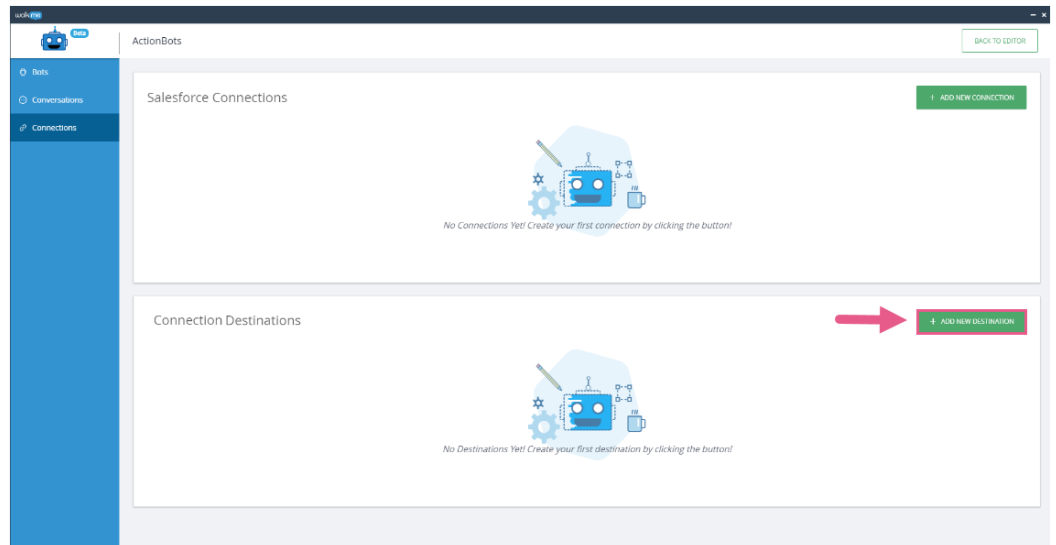 walkme
Beta
ActionBots
BACK TO EDITOR
Bots
Conversations
Connections
Salesforce Connections
+ ADD NEW CONNECTION
No Connections Yet! Create your first connection by clicking the button!
Connection Destinations
+ ADD NEW DESTINATION
No Destinations Yet! Create your first destination by clicking the button!